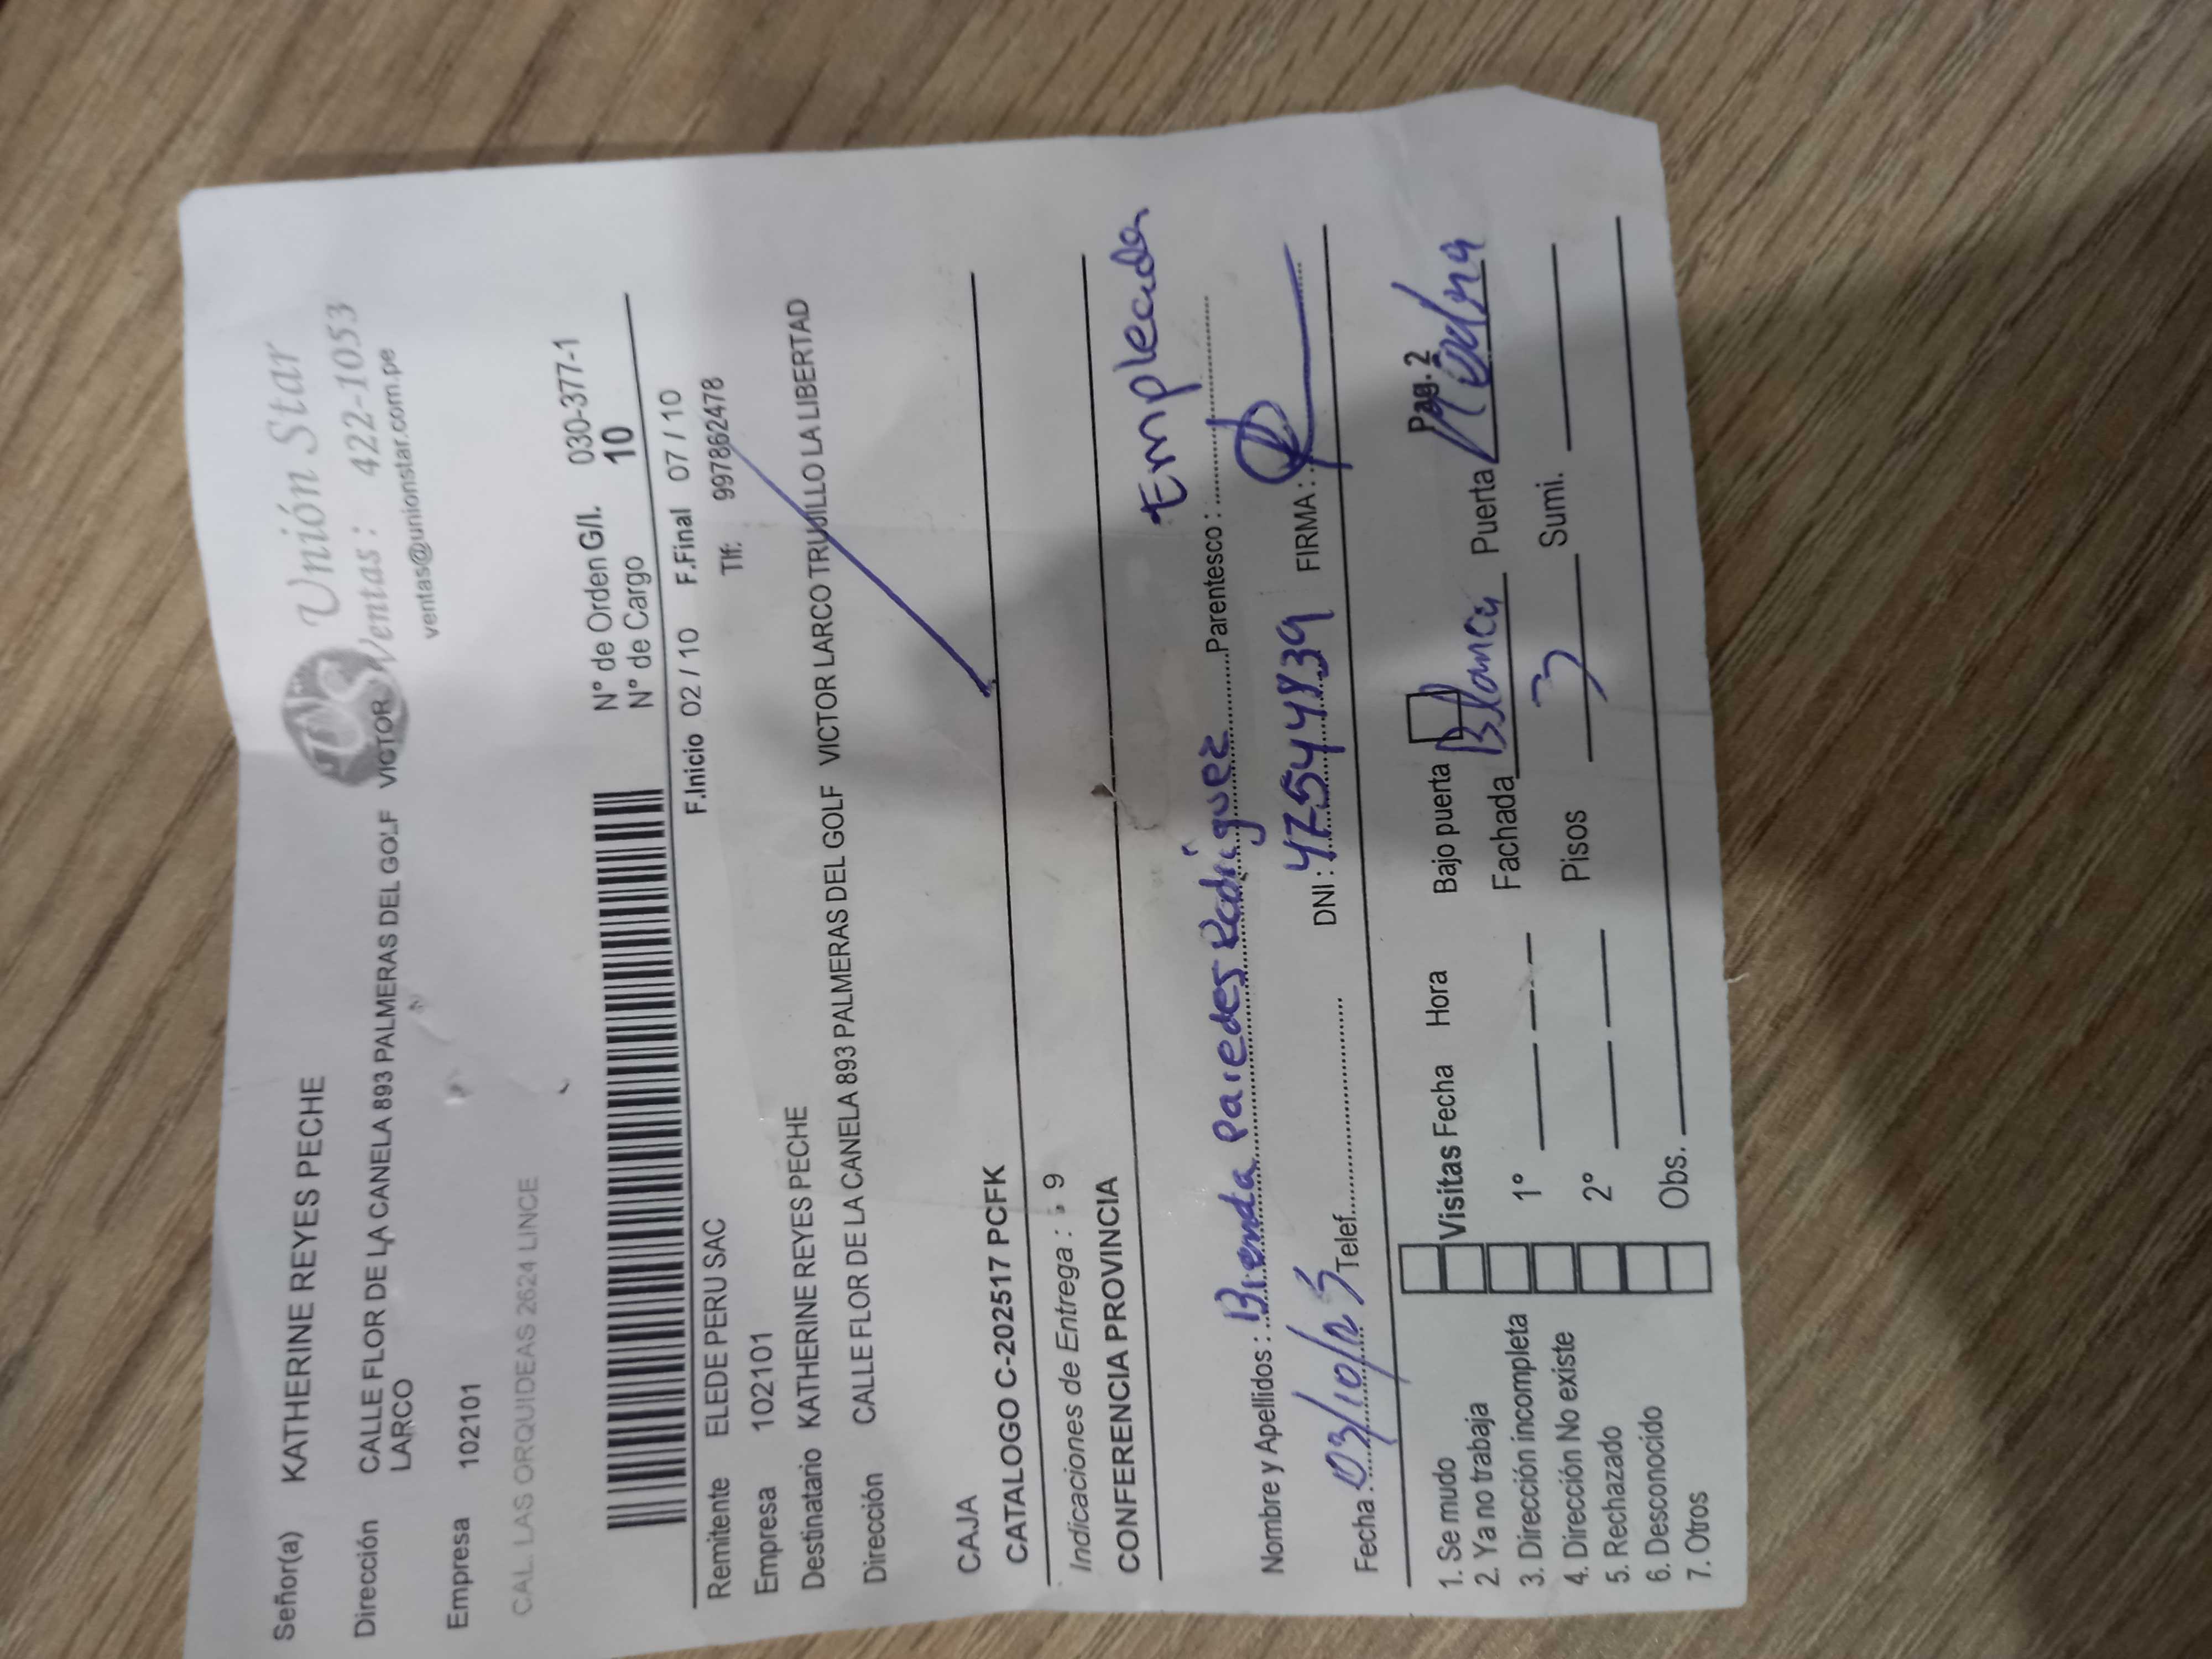 Unión Star
Ventas: 422-1053
ventas@unionstar.com.pe
Señor(a) KATHERINE REYES PECHE
Dirección CALLE FLOR DE LA CANELA 893 PALMERAS DEL GOLF VICTOR
LARCO
Empresa 102101
CAL. LAS ORQUIDEAS 2624 LINCE
N° de Orden G/I. 030-377-1
N° de Cargo 10
F.Inicio 02 / 10 F.Final 07 / 10
Remitente ELEDE PERU SAC Tlf: 997862478
Empresa 102101
Destinatario KATHERINE REYES PECHE
Dirección CALLE FLOR DE LA CANELA 893 PALMERAS DEL GOLF VICTOR LARCO TRUJILLO LA LIBERTAD
CAJA
CATALOGO C-202517 PCFK
Indicaciones de Entrega : 9
CONFERENCIA PROVINCIA
Nombre y Apellidos : Brenda Paredes Rodríguez Parentesco : Empleada
Fecha : 03/10/25 Telef. DNI : 47544839 FIRMA :
Pag. 2
1. Se mudo Visitas Fecha Hora Bajo puerta
2. Ya no trabaja 1° Fachada Blanca Puerta
3. Dirección incompleta
4. Dirección No existe 2° Pisos 3 Sumi.
5. Rechazado
6. Desconocido Obs.
7. Otros